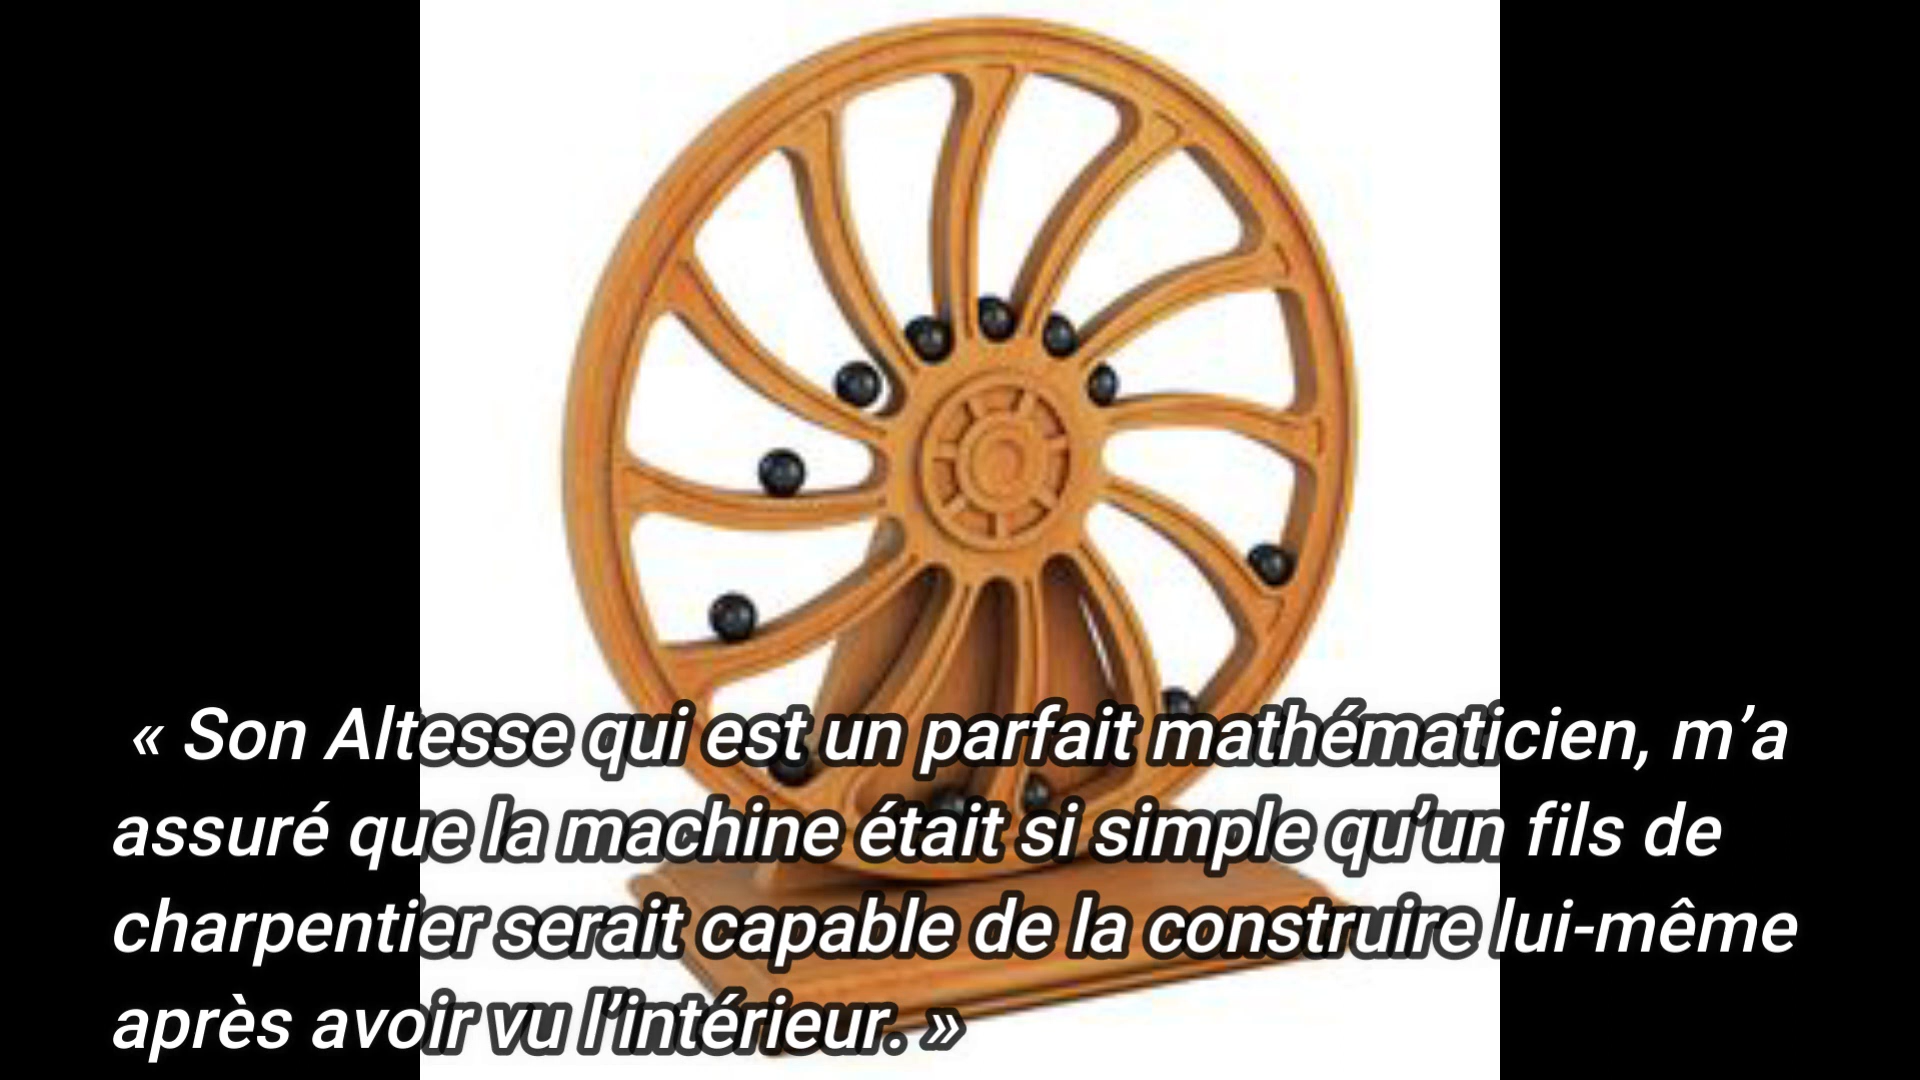 « Son Altesse qui est un parfait mathématicien, m’a
assuré que la machine était si simple qu’un fils de
charpentier serait capable de la construire lui-même
après avoir vu l’intérieur. »